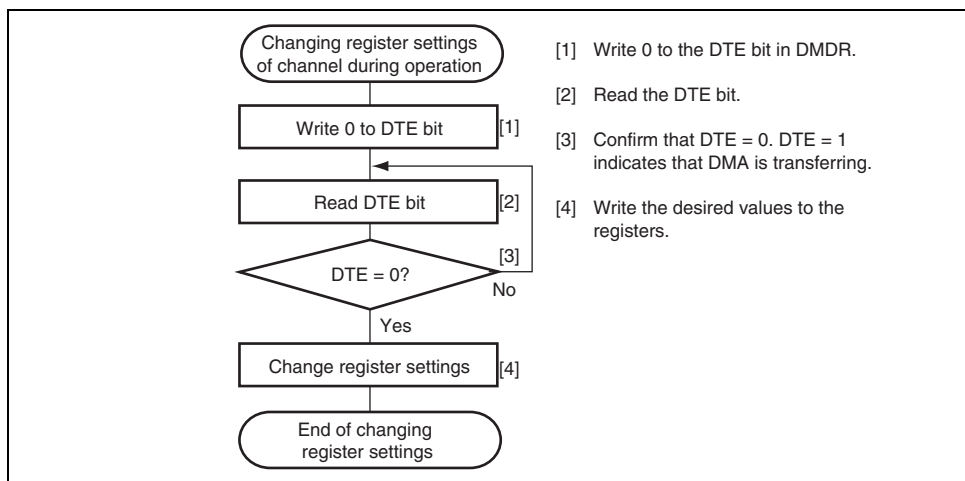 Changing register settings
of channel during operation
Write 0 to DTE bit
[1]
Read DTE bit
[2]
DTE = 0?
[3]
No
Yes
Change register settings
[4]
End of changing
register settings
[1] Write 0 to the DTE bit in DMDR.
[2] Read the DTE bit.
[3] Confirm that DTE = 0. DTE = 1
indicates that DMA is transferring.
[4] Write the desired values to the
registers.